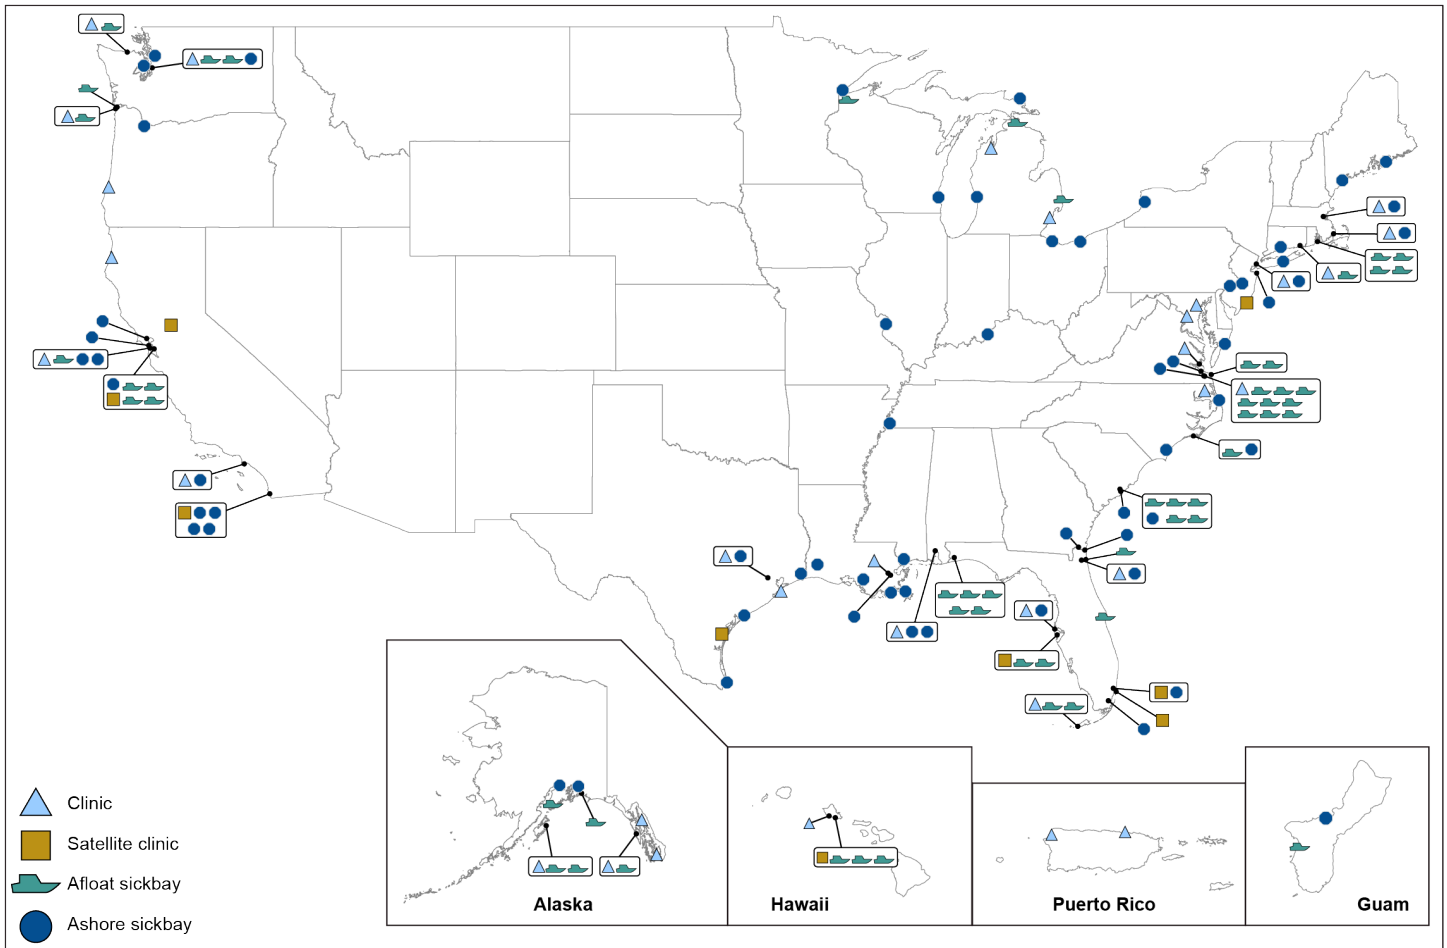 Clinic
Satellite clinic
Afloat sickbay
Ashore sickbay
Alaska
Hawaii
Puerto Rico
Guam